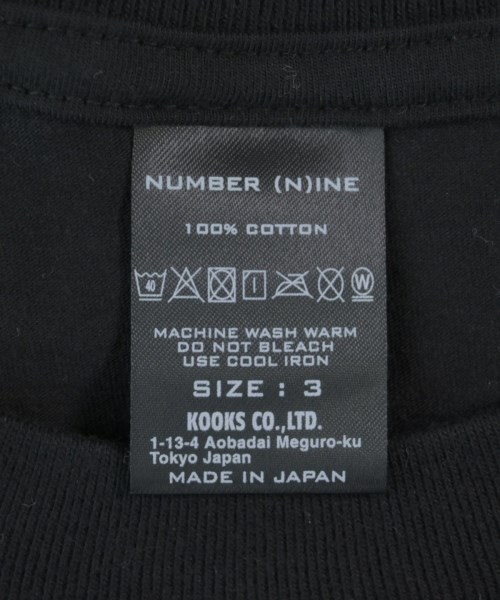 NUMBER (N)INE
100% COTTON
40 I W
MACHINE WASH WARM
DO NOT BLEACH
USE COOL IRON
SIZE : 3
KOOKS CO.,LTD.
1-13-4 Aobadai Meguro-ku
Tokyo Japan
MADE IN JAPAN